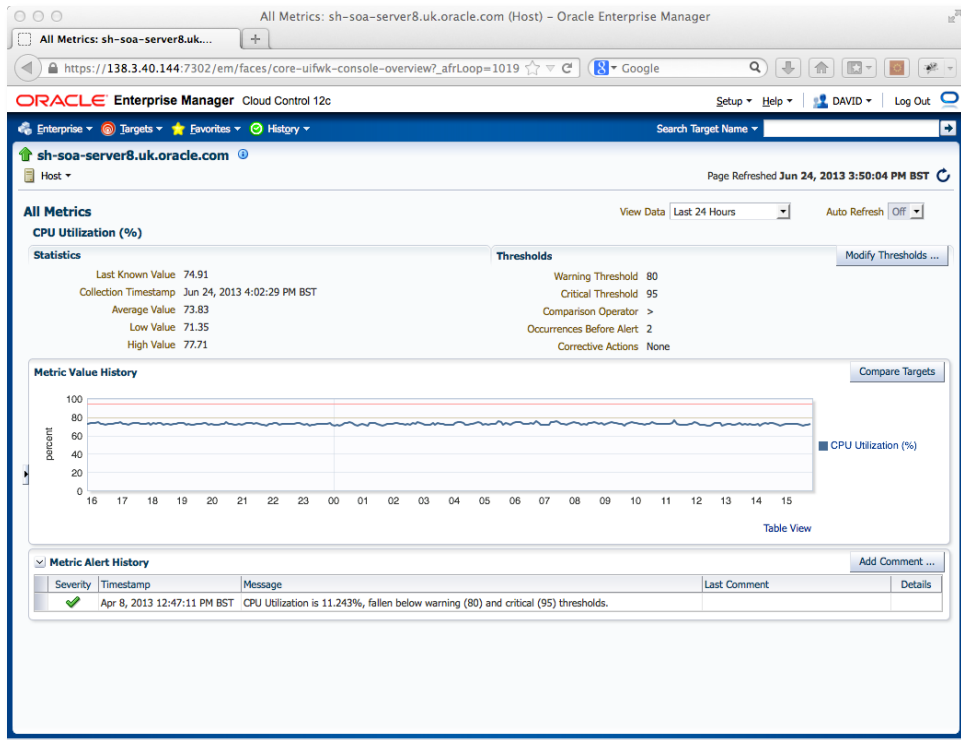 All Metrics: sh-soa-server8.uk.oracle.com (Host) – Oracle Enterprise Manager
All Metrics: sh-soa-server8.uk....
https://138.3.40.144:7302/em/faces/core-uifwk-console-overview?_afrLoop=1019 Google
ORACLE Enterprise Manager Cloud Control 12c Setup Help DAVID Log Out
Enterprise Targets Favorites History Search Target Name
sh-soa-server8.uk.oracle.com
Host Page Refreshed Jun 24, 2013 3:50:04 PM BST
All Metrics View Data Last 24 Hours Auto Refresh Off
CPU Utilization (%)
Statistics Thresholds Modify Thresholds ...
Last Known Value 74.91 Warning Threshold 80
Collection Timestamp Jun 24, 2013 4:02:29 PM BST Critical Threshold 95
Average Value 73.83 Comparison Operator >
Low Value 71.35 Occurrences Before Alert 2
High Value 77.71 Corrective Actions None
Metric Value History Compare Targets
100
80
60
40
20
0
percent
CPU Utilization (%)
16 17 18 19 20 21 22 23 00 01 02 03 04 05 06 07 08 09 10 11 12 13 14 15
Table View
Metric Alert History Add Comment ...
Severity Timestamp Message Last Comment Details
Apr 8, 2013 12:47:11 PM BST CPU Utilization is 11.243%, fallen below warning (80) and critical (95) thresholds.